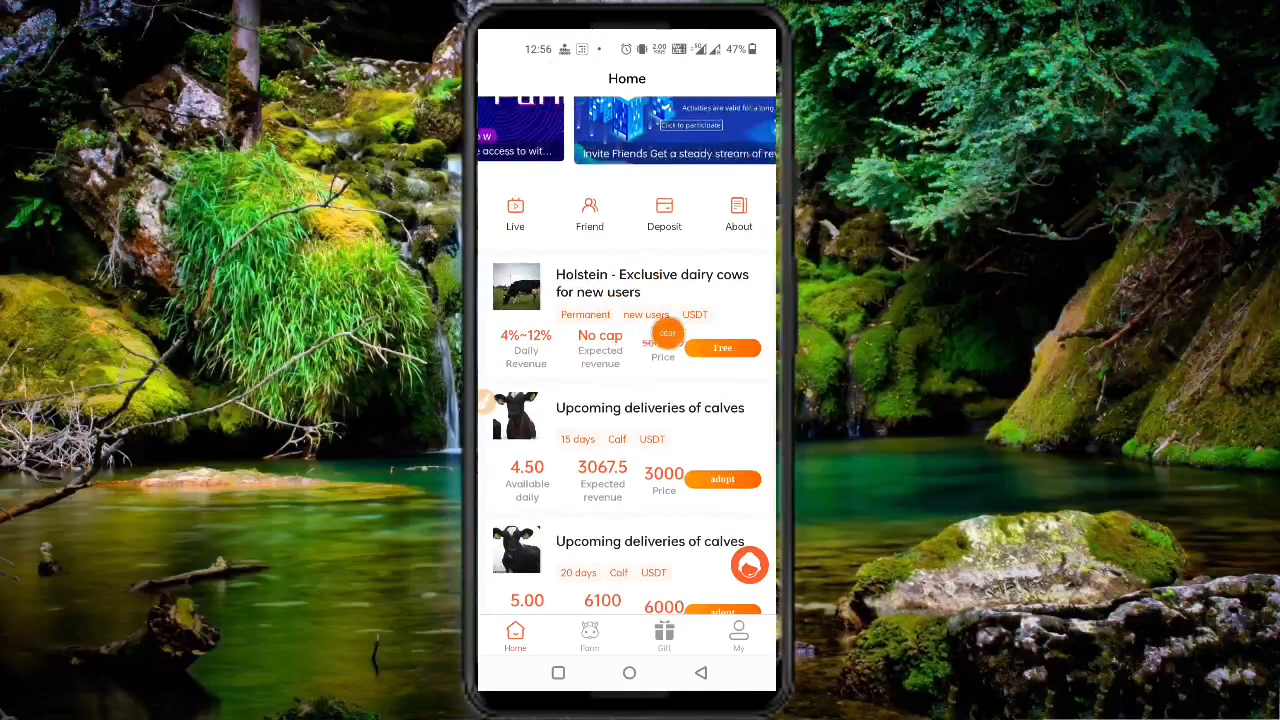 12:56
2.00
47%
Home
Activities are valid for a long
Click to participate
e access to wit...
Invite Friends Get a steady stream of rev
Live
Friend
Deposit
About
Holstein - Exclusive dairy cows
for new users
Permanent new users USDT
4%~12% No cap
Daily Revenue
Expected revenue
Price
Free
Upcoming deliveries of calves
15 days Calf USDT
4.50 3067.5 3000
Available daily
Expected revenue
Price
adopt
Upcoming deliveries of calves
20 days Calf USDT
5.00 6100 6000
adopt
Home
Farm
Gift
My